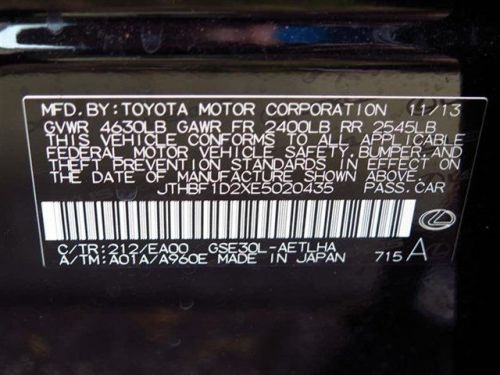 MFD.BY:TOYOTA MOTOR CORPORATION 11/13
GVWR 4630LB GAWR FR 2400LB RR 2545LB
THIS VEHICLE CONFORMS TO ALL APPLICABLE
FEDERAL MOTOR VEHICLE SAFETY, BUMPER, AND
THEFT PREVENTION STANDARDS IN EFFECT ON
THE DATE OF MANUFACTURE SHOWN ABOVE.
JTHBF1D2XE5020435 PASS.CAR
C/TR:212/EA00 GSE30L-AETLHA
A/TM:A01A/A960E MADE IN JAPAN 715 A